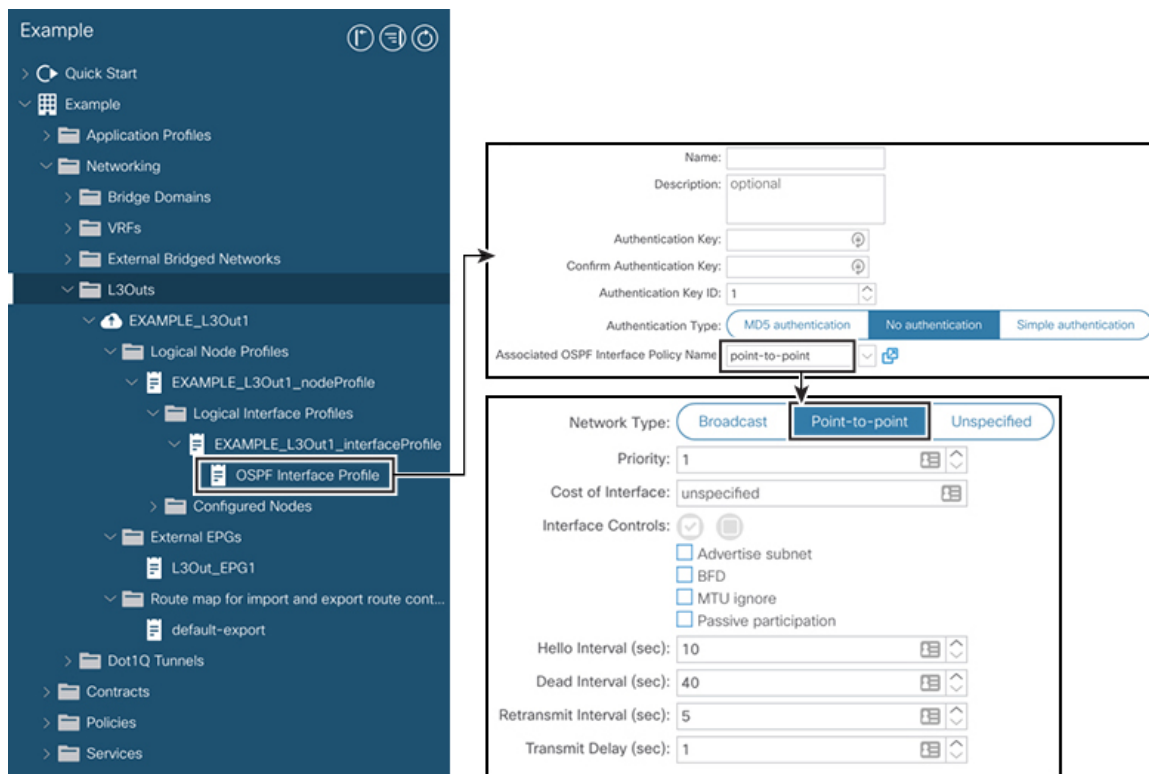 Example
Quick Start
Example
Application Profiles
Networking
Bridge Domains
VRFs
External Bridged Networks
L3Outs
EXAMPLE_L3Out1
Logical Node Profiles
EXAMPLE_L3Out1_nodeProfile
Logical Interface Profiles
EXAMPLE_L3Out1_interfaceProfile
OSPF Interface Profile
Configured Nodes
External EPGs
L3Out_EPG1
Route map for import and export route cont...
default-export
Dot1Q Tunnels
Contracts
Policies
Services
Name:
Description: optional
Authentication Key:
Confirm Authentication Key:
Authentication Key ID: 1
Authentication Type: MD5 authentication No authentication Simple authentication
Associated OSPF Interface Policy Name point-to-point
Network Type: Broadcast Point-to-point Unspecified
Priority: 1
Cost of Interface: unspecified
Interface Controls:
Advertise subnet
BFD
MTU ignore
Passive participation
Hello Interval (sec): 10
Dead Interval (sec): 40
Retransmit Interval (sec): 5
Transmit Delay (sec): 1